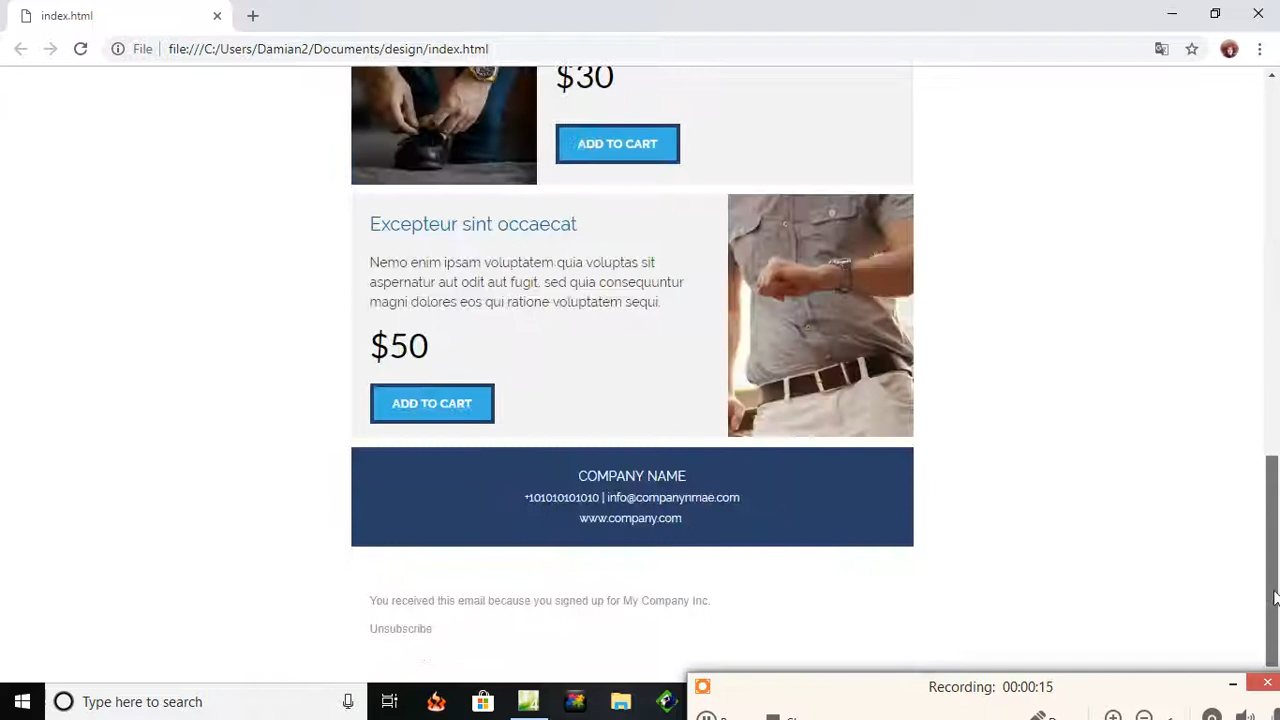 index.html
File
file:///C:/Users/Damian2/Documents/design/index.html
$30
ADD TO CART
Excepteur sint occaecat
Nemo enim ipsam voluptatem quia voluptas sit
aspernatur aut odit aut fugit, sed quia consequuntur
magni dolores eos qui ratione voluptatem sequi.
$50
ADD TO CART
COMPANY NAME
+101010101010 | info@companynmae.com
www.company.com
You received this email because you signed up for My Company Inc.
Unsubscribe
Type here to search
Recording: 00:00:15